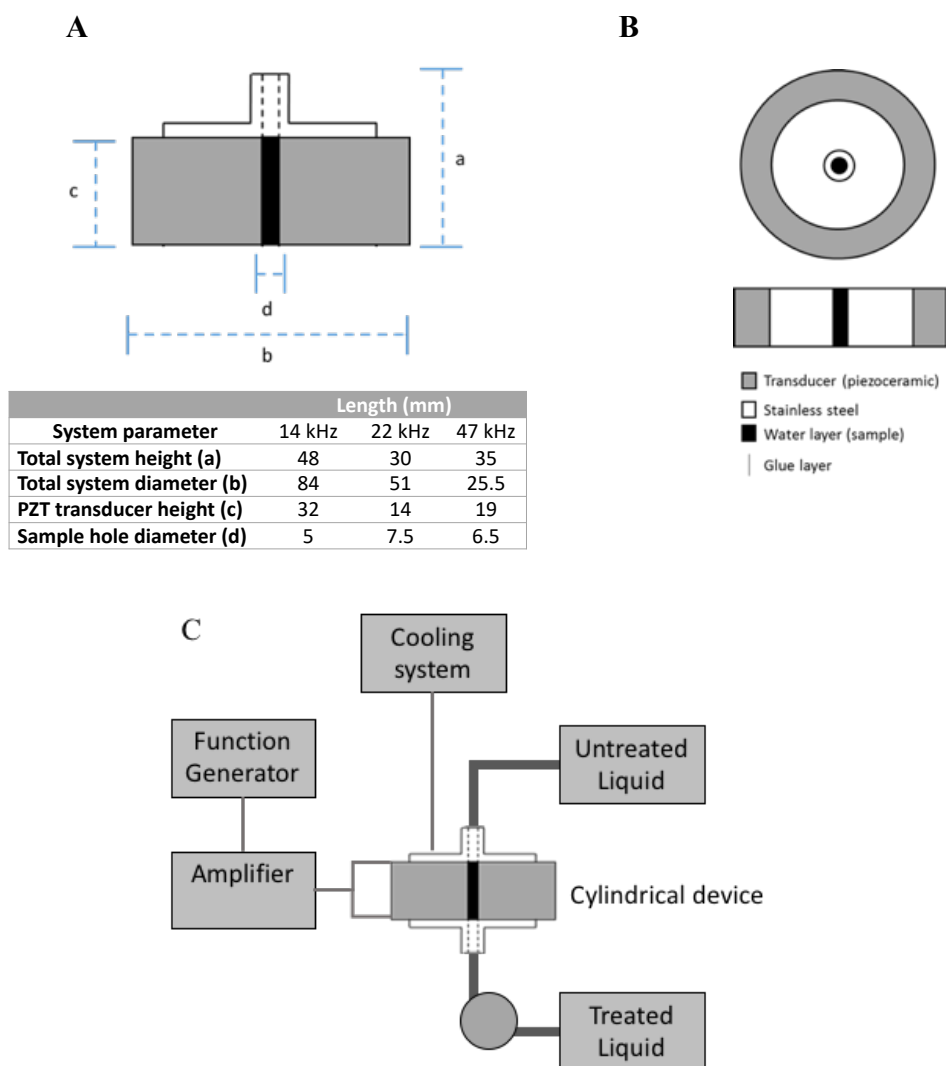 A
B
a
c
d
b
Length (mm)
System parameter 14 kHz 22 kHz 47 kHz
Total system height (a) 48 30 35
Total system diameter (b) 84 51 25.5
PZT transducer height (c) 32 14 19
Sample hole diameter (d) 5 7.5 6.5
Transducer (piezoceramic)
Stainless steel
Water layer (sample)
Glue layer
C
Cooling
system
Function
Generator
Untreated
Liquid
Amplifier
Cylindrical device
Treated
Liquid